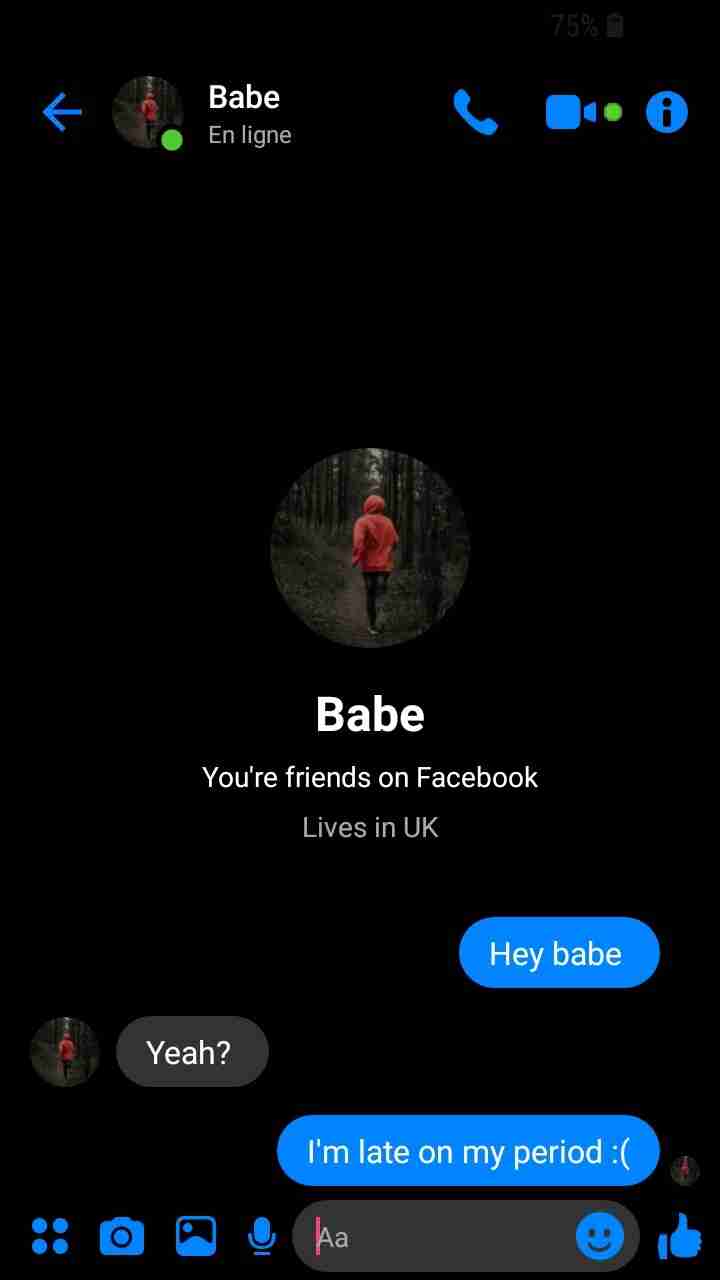 75%
Babe
En ligne
Babe
You're friends on Facebook
Lives in UK
Hey babe
Yeah?
I'm late on my period :(
Aa